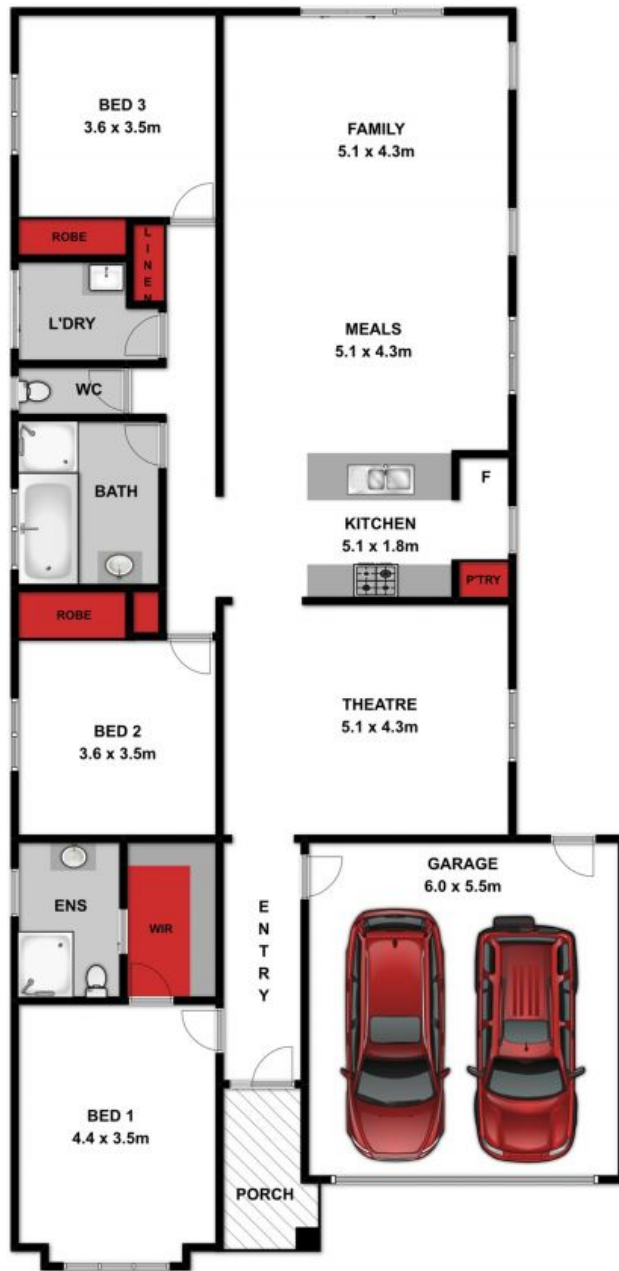 BED 3
3.6 x 3.5m
FAMILY
5.1 x 4.3m
ROBE
LINEN
L'DRY
MEALS
5.1 x 4.3m
WC
BATH
F
KITCHEN
5.1 x 1.8m
P'TRY
ROBE
THEATRE
5.1 x 4.3m
BED 2
3.6 x 3.5m
GARAGE
6.0 x 5.5m
ENS
WIR
ENTRY
BED 1
4.4 x 3.5m
PORCH